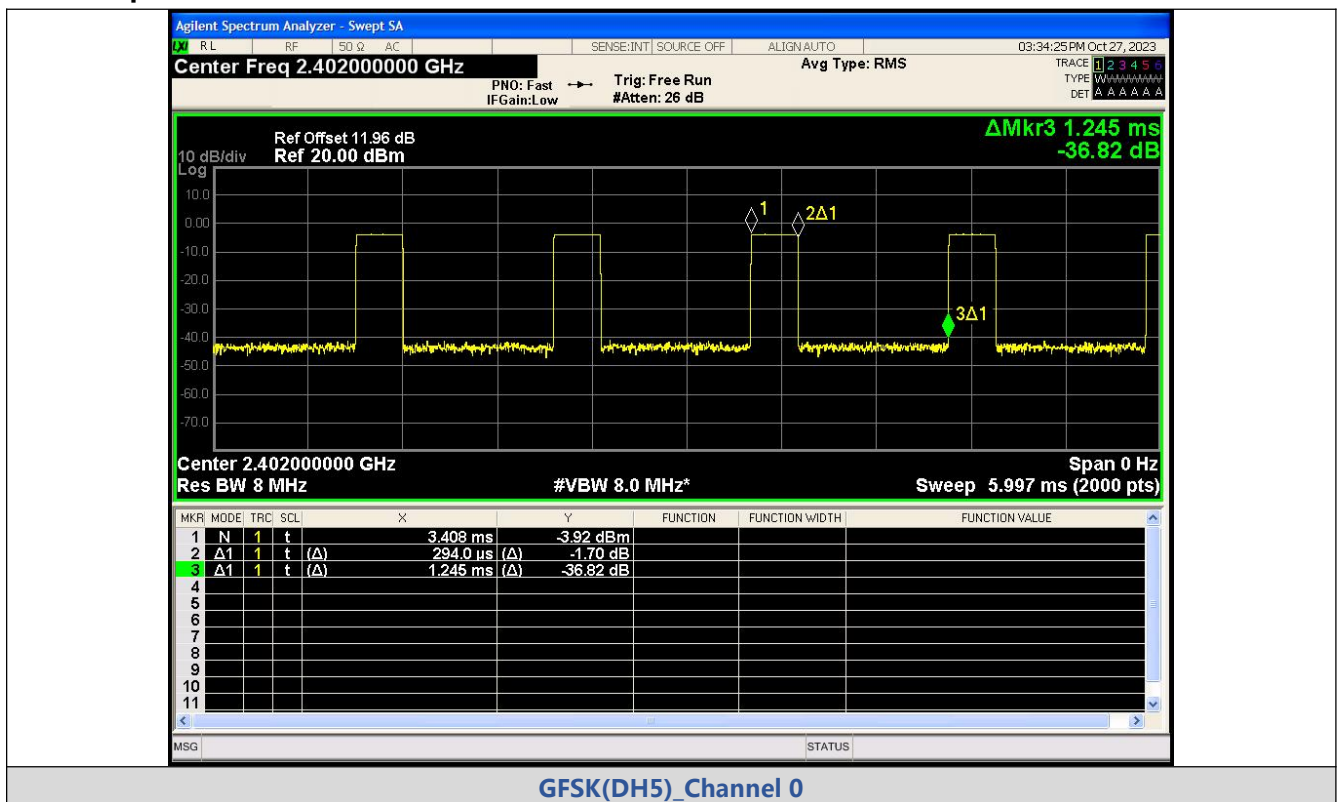 Agilent Spectrum Analyzer - Swept SA
LXI RL RF 50 Ω AC SENSE:INT SOURCE OFF ALIGN AUTO 03:34:25 PM Oct 27, 2023
Center Freq 2.402000000 GHz Avg Type: RMS TRACE 1 2 3 4 5 6
PNO: Fast Trig: Free Run TYPE WWWWWW
IFGain:Low #Atten: 26 dB DET A A A A A A
ΔMkr3 1.245 ms
Ref Offset 11.96 dB
10 dB/div Ref 20.00 dBm -36.82 dB
Log
10.0
1 2Δ1
0.00
-10.0
-20.0
-30.0
3Δ1
-40.0
-50.0
-60.0
-70.0
Center 2.402000000 GHz Span 0 Hz
Res BW 8 MHz #VBW 8.0 MHz* Sweep 5.997 ms (2000 pts)
MKR MODE TRC SCL X Y FUNCTION FUNCTION WIDTH FUNCTION VALUE
1 N 1 t 3.408 ms -3.92 dBm
2 Δ1 1 t (Δ) 294.0 µs (Δ) -1.70 dB
3 Δ1 1 t (Δ) 1.245 ms (Δ) -36.82 dB
4
5
6
7
8
9
10
11
MSG STATUS
GFSK(DH5)_Channel 0